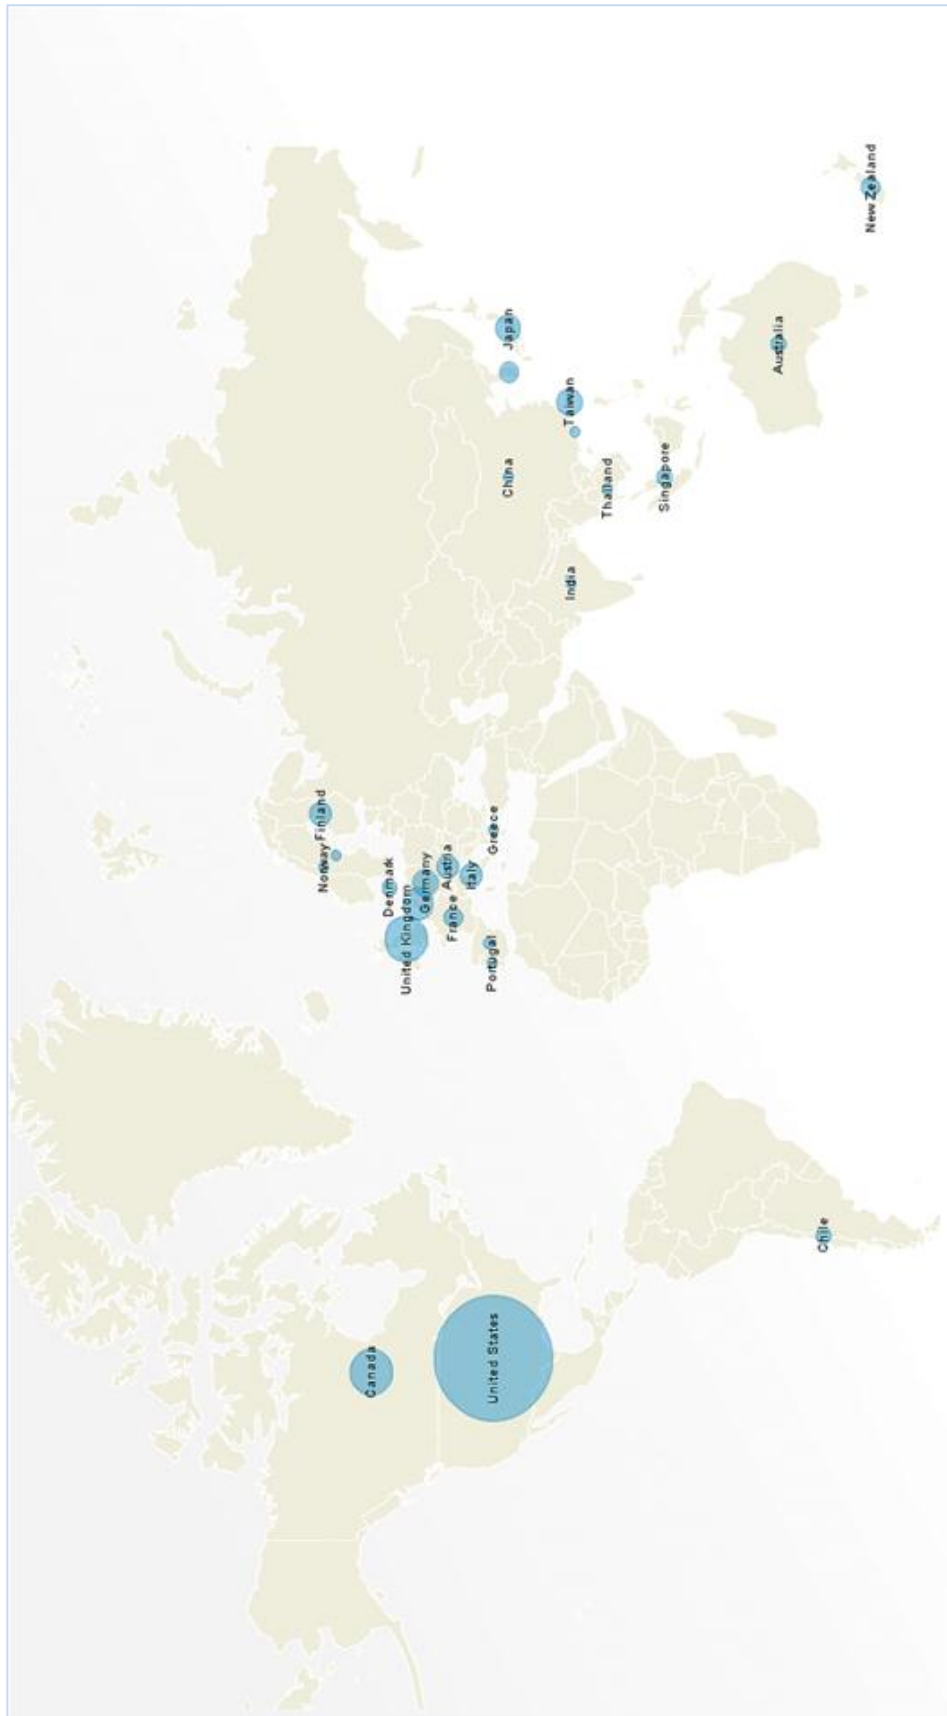 Canada
United States
Chile
Norway
Finland
Denmark
United Kingdom
Germany
Austria
France
Italy
Portugal
Greece
India
China
Japan
Taiwan
Thailand
Singapore
Australia
New Zealand